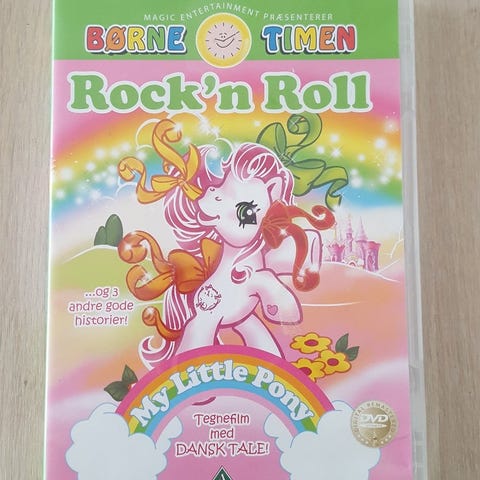 MAGIC ENTERTAINMENT PRÆSENTERER
BØRNE TIMEN
Rock'n Roll
...og 3
andre gode
historier!
My Little Pony
Tegnefilm
med
DANSK TALE!
DVD